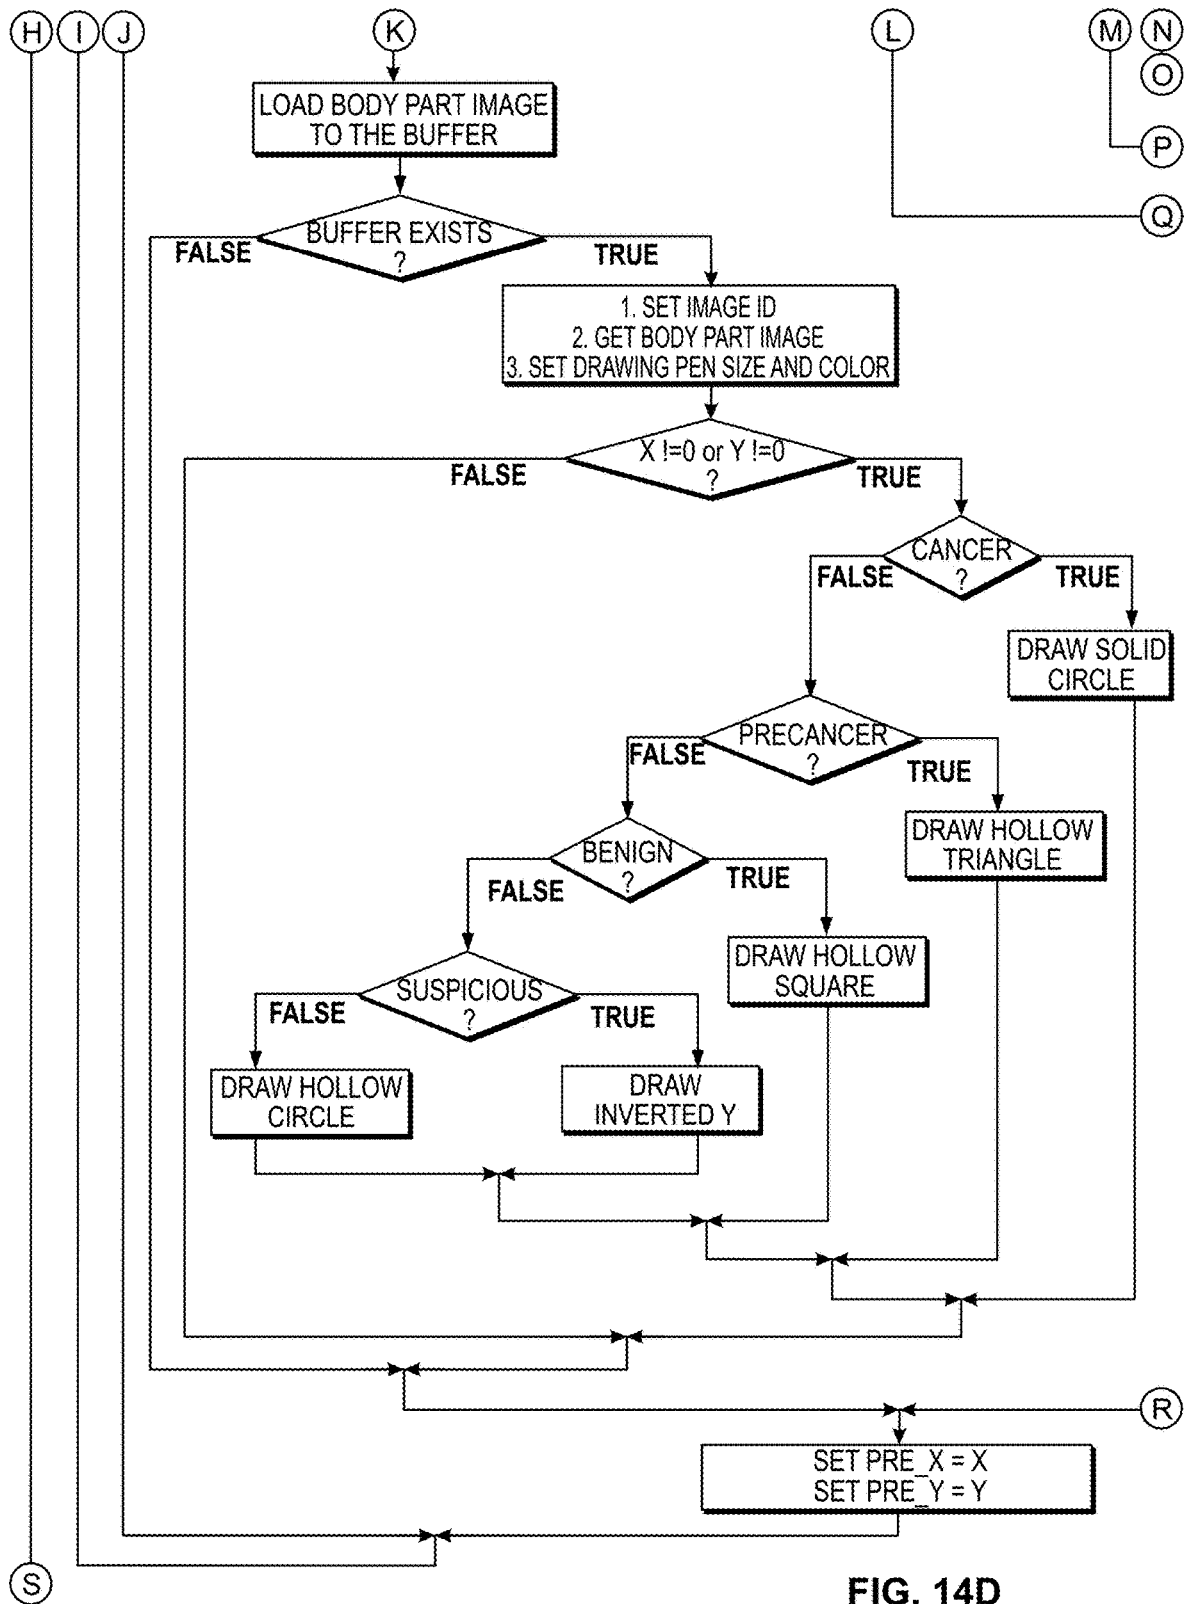 H I J K L M N
O
LOAD BODY PART IMAGE
TO THE BUFFER
P
Q
BUFFER EXISTS
?
FALSE
TRUE
1. SET IMAGE ID
2. GET BODY PART IMAGE
3. SET DRAWING PEN SIZE AND COLOR
X !=0 or Y !=0
?
FALSE
TRUE
CANCER
?
FALSE
TRUE
DRAW SOLID
CIRCLE
PRECANCER
?
FALSE
TRUE
DRAW HOLLOW
TRIANGLE
BENIGN
?
FALSE
TRUE
DRAW HOLLOW
SQUARE
SUSPICIOUS
?
FALSE
TRUE
DRAW HOLLOW
CIRCLE
DRAW
INVERTED Y
R
SET PRE_X = X
SET PRE_Y = Y
S
FIG. 14D